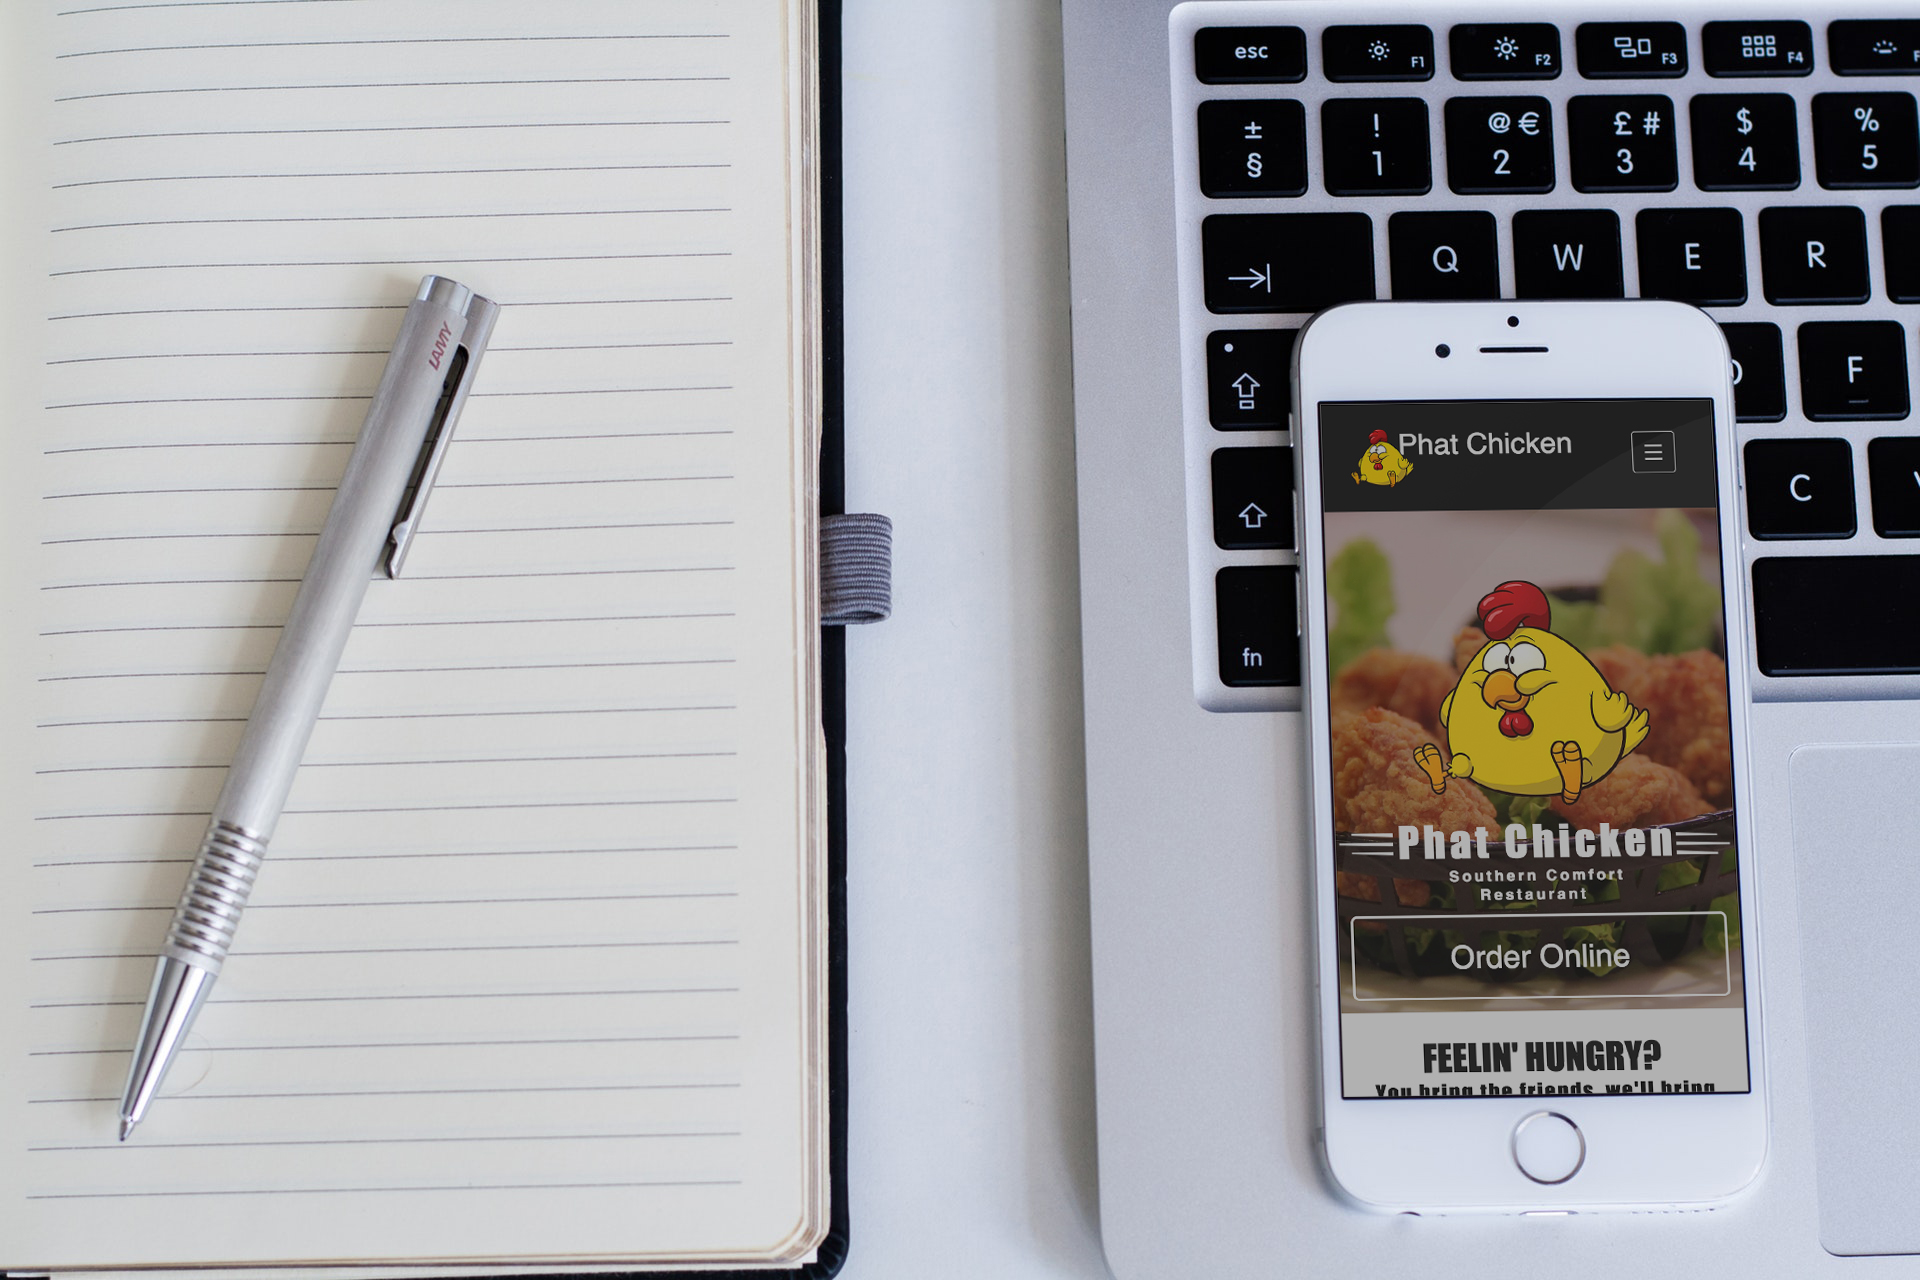 LAMY
esc
F1
F2
F3
F4
±
§
!
1
@ €
2
£ #
3
$
4
%
5
Q
W
E
R
F
C
fn
Phat Chicken
Phat Chicken
Southern Comfort
Restaurant
Order Online
FEELIN' HUNGRY?
You bring the friends, we'll bring